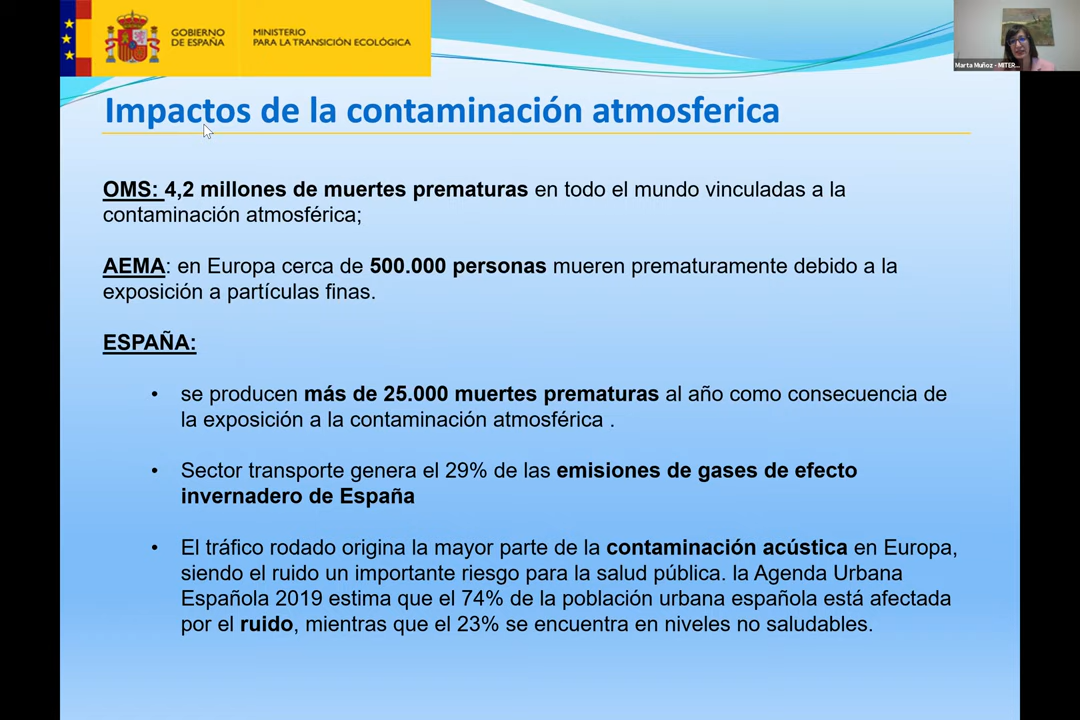 GOBIERNO
DE ESPAÑA
MINISTERIO
PARA LA TRANSICIÓN ECOLÓGICA
Marta Muñoz - MITER...
Impactos de la contaminación atmosferica
OMS: 4,2 millones de muertes prematuras en todo el mundo vinculadas a la
contaminación atmosférica;
AEMA: en Europa cerca de 500.000 personas mueren prematuramente debido a la
exposición a partículas finas.
ESPAÑA:
• se producen más de 25.000 muertes prematuras al año como consecuencia de
la exposición a la contaminación atmosférica .
• Sector transporte genera el 29% de las emisiones de gases de efecto
invernadero de España
• El tráfico rodado origina la mayor parte de la contaminación acústica en Europa,
siendo el ruido un importante riesgo para la salud pública. la Agenda Urbana
Española 2019 estima que el 74% de la población urbana española está afectada
por el ruido, mientras que el 23% se encuentra en niveles no saludables.